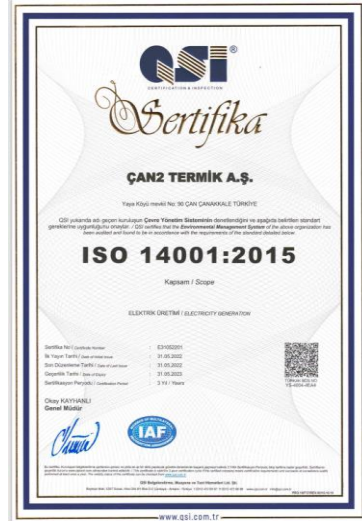 QSI®
CERTIFICATION & INSPECTION
Sertifika
ÇAN2 TERMİK A.Ş.
Yaya Köyü mevkii No: 90 ÇAN ÇANAKKALE TÜRKİYE
QSI yukarıda adı geçen kuruluşun Çevre Yönetim Sisteminin denetlendiğini ve aşağıda belirtilen standart
gereklerine uygunluğunu onaylar. / QSI certifies that the Environmental Management System of the above organization has
been audited and found to be in accordance with the requirements of the standard detailed below.
ISO 14001:2015
Kapsam / Scope
ELEKTRİK ÜRETİMİ / ELECTRICITY GENERATION
Sertifika No / Certificate Number : E31052201
İlk Yayın Tarihi / Date of Initial Issue : 31.05.2022
Son Düzenleme Tarihi / Date of Last Issue : 31.05.2022
Geçerlilik Tarihi / Date of Expiry : 31.05.2023
Sertifikasyon Periyodu / Certification Period : 3 Yıl / Years
Okay KAYHANLI
Genel Müdür
IAF
www.qsi.com.tr